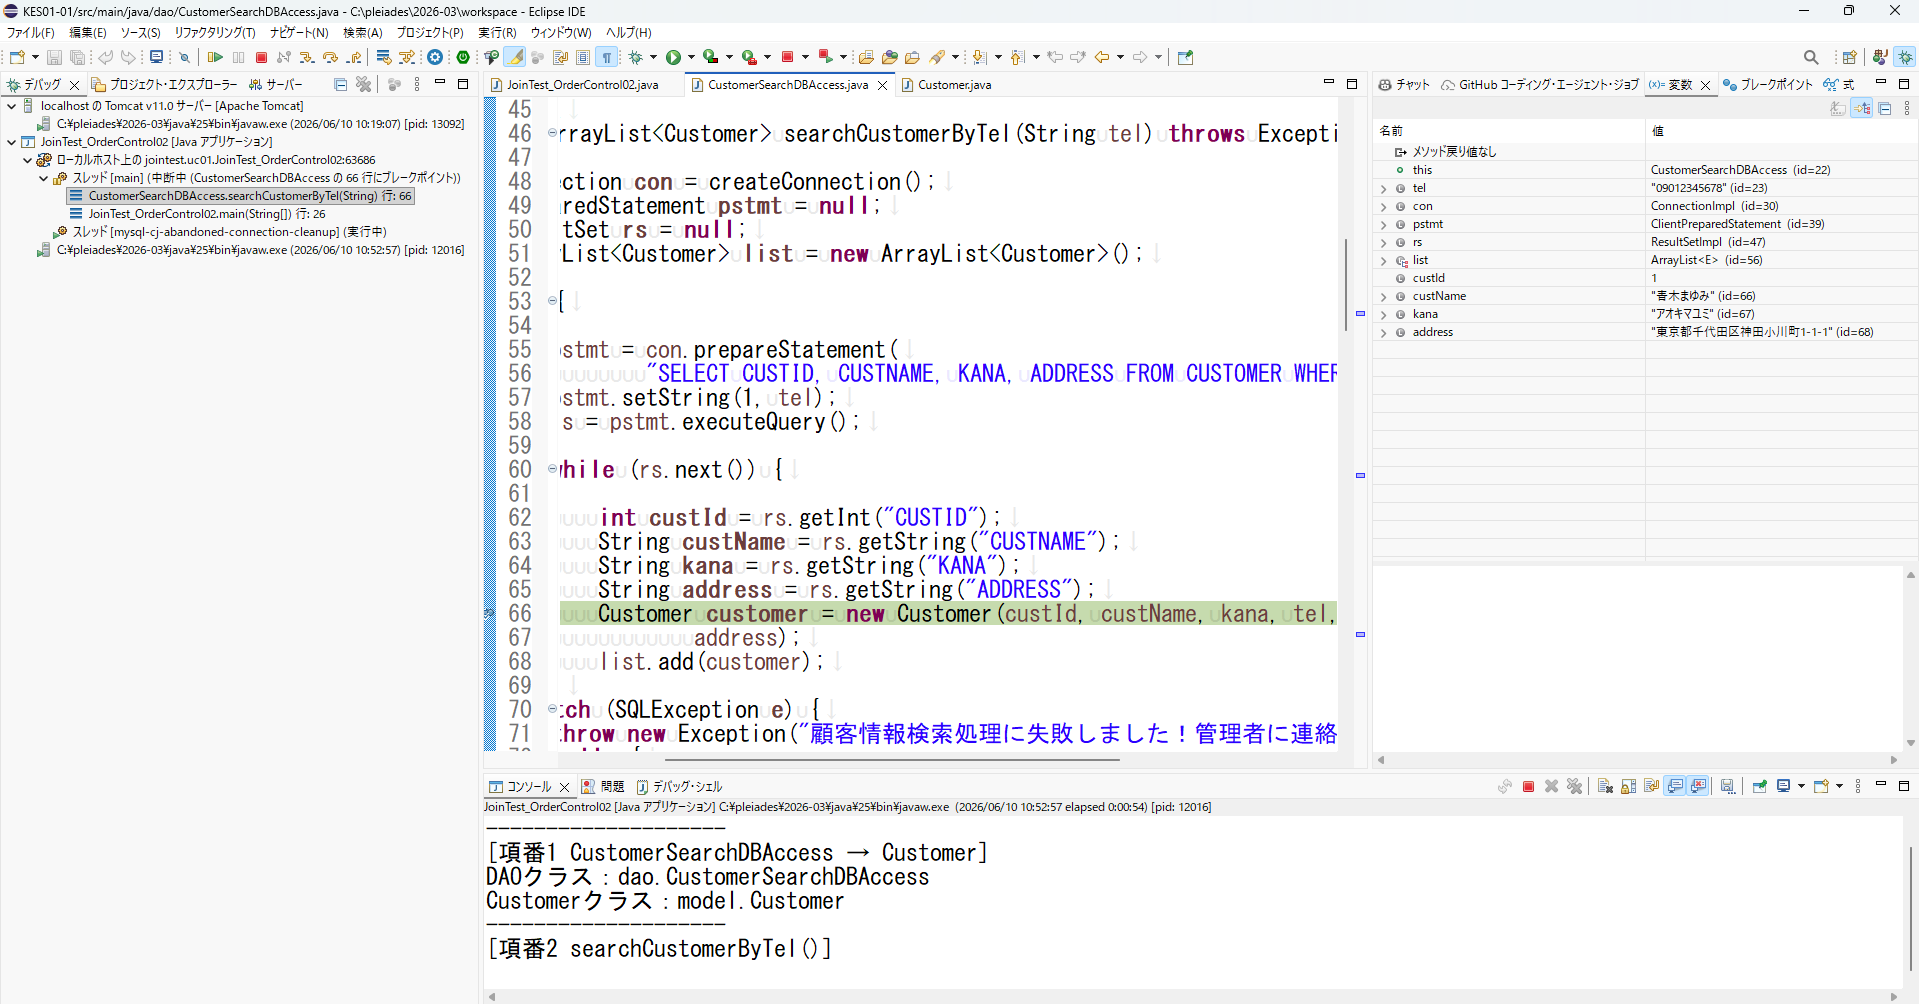 KES01-01/src/main/java/dao/CustomerSearchDBAccess.java - C:¥pleiades¥2026-03¥workspace - Eclipse IDE
ファイル(F) 編集(E) ソース(S) リファクタリング(T) ナビゲート(N) 検索(A) プロジェクト(P) 実行(R) ウィンドウ(W) ヘルプ(H)
デバッグ プロジェクト・エクスプローラー サーバー
localhost の Tomcat v11.0 サーバー [Apache Tomcat]
C:¥pleiades¥2026-03¥java¥25¥bin¥javaw.exe (2026/06/10 10:19:07) [pid: 13092]
JoinTest_OrderControl02 [Java アプリケーション]
ローカルホスト上の jointest.uc01.JoinTest_OrderControl02:63686
スレッド [main] (中断中 (CustomerSearchDBAccess の 66 行にブレークポイント))
CustomerSearchDBAccess.searchCustomerByTel(String) 行: 66
JoinTest_OrderControl02.main(String[]) 行: 26
スレッド [mysql-cj-abandoned-connection-cleanup] (実行中)
C:¥pleiades¥2026-03¥java¥25¥bin¥javaw.exe (2026/06/10 10:52:57) [pid: 12016]
JoinTest_OrderControl02.java CustomerSearchDBAccess.java Customer.java
45
46 rrayList<Customer> searchCustomerByTel(String tel) throws Excepti
47
48 ection con = createConnection();
49 aredStatement pstmt = null;
50 tSet rs = null;
51 yList<Customer> list = new ArrayList<Customer>();
52
53 {
54
55 pstmt = con.prepareStatement(
56 "SELECT CUSTID, CUSTNAME, KANA, ADDRESS FROM CUSTOMER WHER
57 pstmt.setString(1, tel);
58 s = pstmt.executeQuery();
59
60 while (rs.next()) {
61
62 int custId = rs.getInt("CUSTID");
63 String custName = rs.getString("CUSTNAME");
64 String kana = rs.getString("KANA");
65 String address = rs.getString("ADDRESS");
66 Customer customer = new Customer(custId, custName, kana, tel,
67 address);
68 list.add(customer);
69
70 tch (SQLException e) {
71 throw new Exception("顧客情報検索処理に失敗しました！管理者に連絡
チャット GitHub コーディング・エージェント・ジョブ (x)= 変数 ブレークポイント 式
名前 値
メソッド戻り値なし
this CustomerSearchDBAccess (id=22)
tel "09012345678" (id=23)
con ConnectionImpl (id=30)
pstmt ClientPreparedStatement (id=39)
rs ResultSetImpl (id=47)
list ArrayList<E> (id=56)
custId 1
custName "青木まゆみ" (id=66)
kana "アオキマユミ" (id=67)
address "東京都千代田区神田小川町1-1-1" (id=68)
コンソール 問題 デバッグ・シェル
JoinTest_OrderControl02 [Java アプリケーション] C:¥pleiades¥2026-03¥java¥25¥bin¥javaw.exe (2026/06/10 10:52:57 elapsed 0:00:54) [pid: 12016]
--------------------
[項番1 CustomerSearchDBAccess → Customer]
DAOクラス：dao.CustomerSearchDBAccess
Customerクラス：model.Customer
--------------------
[項番2 searchCustomerByTel()]